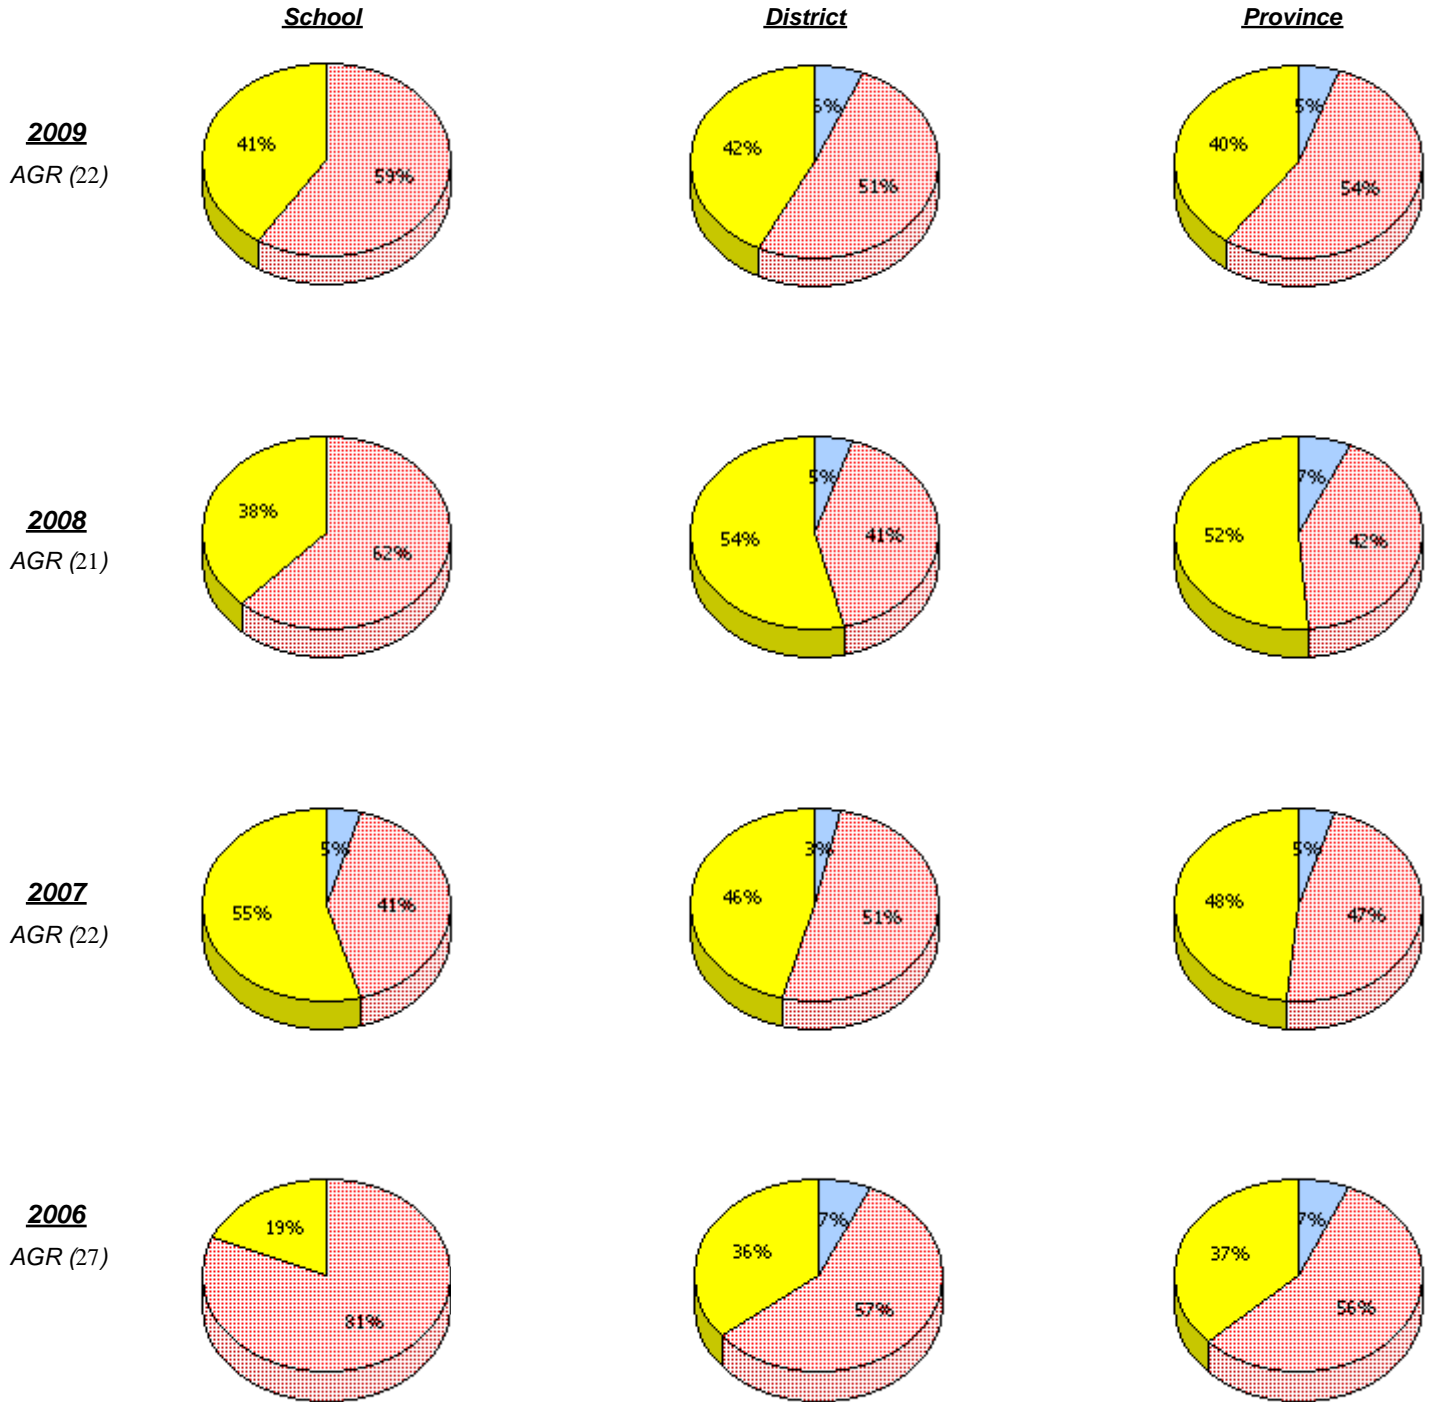 School District Province
2009
AGR (22)
41% 59%
42% 6% 51%
40% 5% 54%
2008
AGR (21)
38% 62%
54% 5% 41%
52% 7% 42%
2007
AGR (22)
55% 5% 41%
46% 3% 51%
48% 5% 47%
2006
AGR (27)
19% 81%
36% 7% 57%
37% 7% 56%